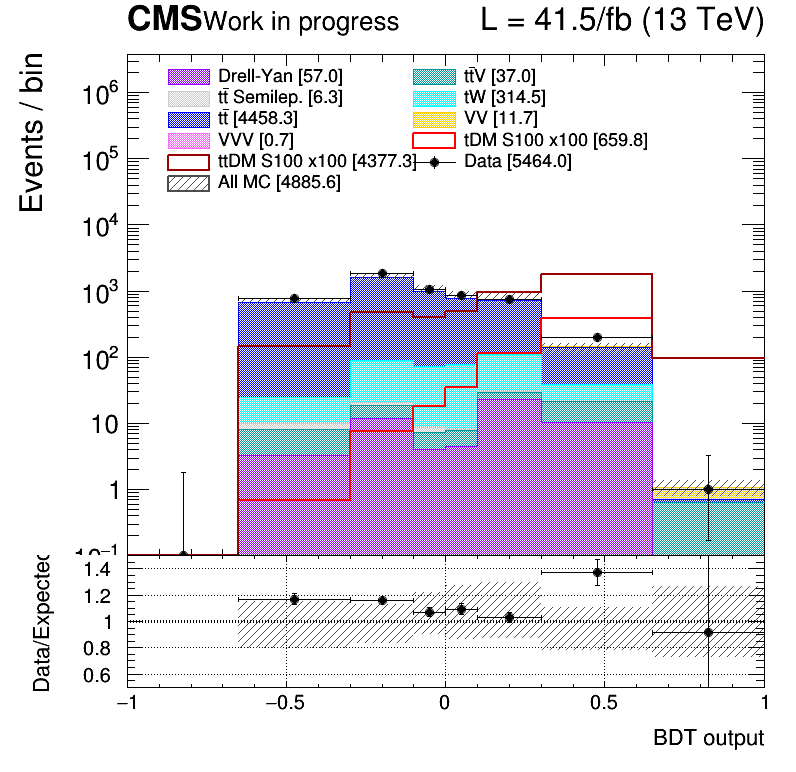 CMS Work in progress L = 41.5/fb (13 TeV)
Events / bin
Drell-Yan [57.0] tt̄V [37.0]
tt̄ Semilep. [6.3] tW [314.5]
tt̄ [4458.3] VV [11.7]
VVV [0.7] tDM S100 x100 [659.8]
ttDM S100 x100 [4377.3] Data [5464.0]
All MC [4885.6]
10⁶
10⁵
10⁴
10³
10²
10
1
10⁻¹
Data/Expected
1.4
1.2
1
0.8
0.6
−1 −0.5 0 0.5 1
BDT output